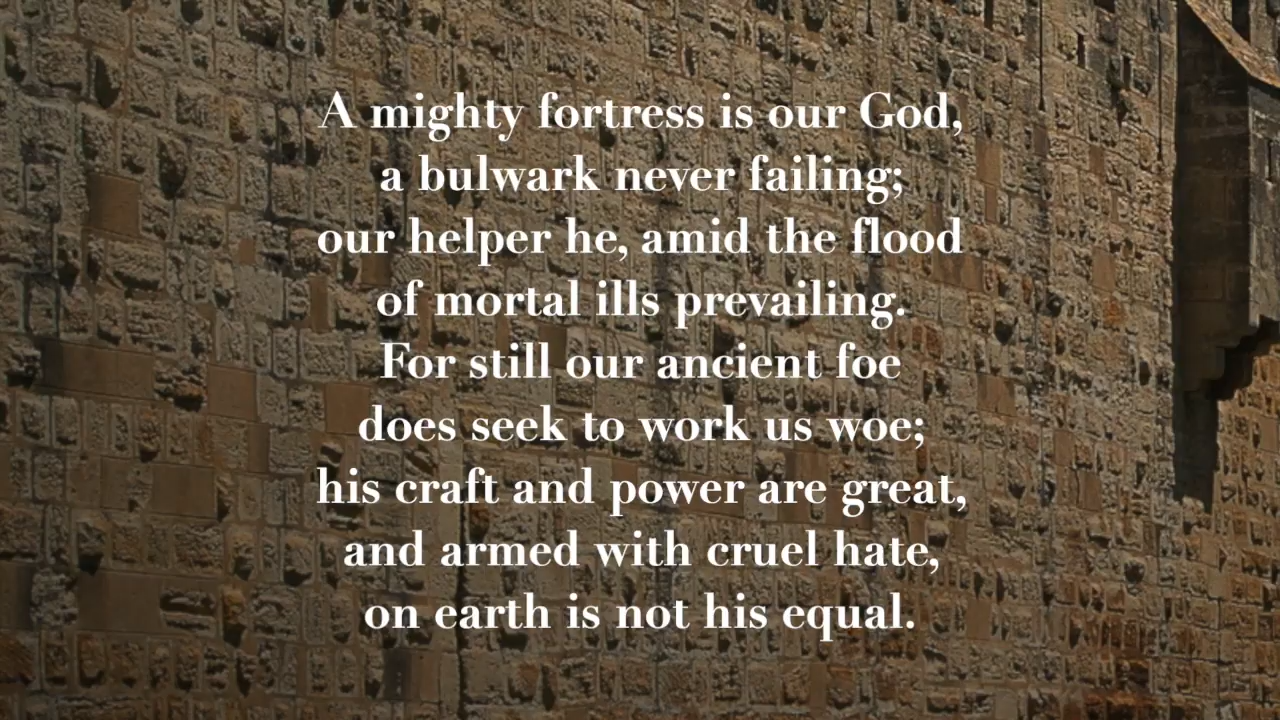 A mighty fortress is our God,
a bulwark never failing;
our helper he, amid the flood
of mortal ills prevailing.
For still our ancient foe
does seek to work us woe;
his craft and power are great,
and armed with cruel hate,
on earth is not his equal.